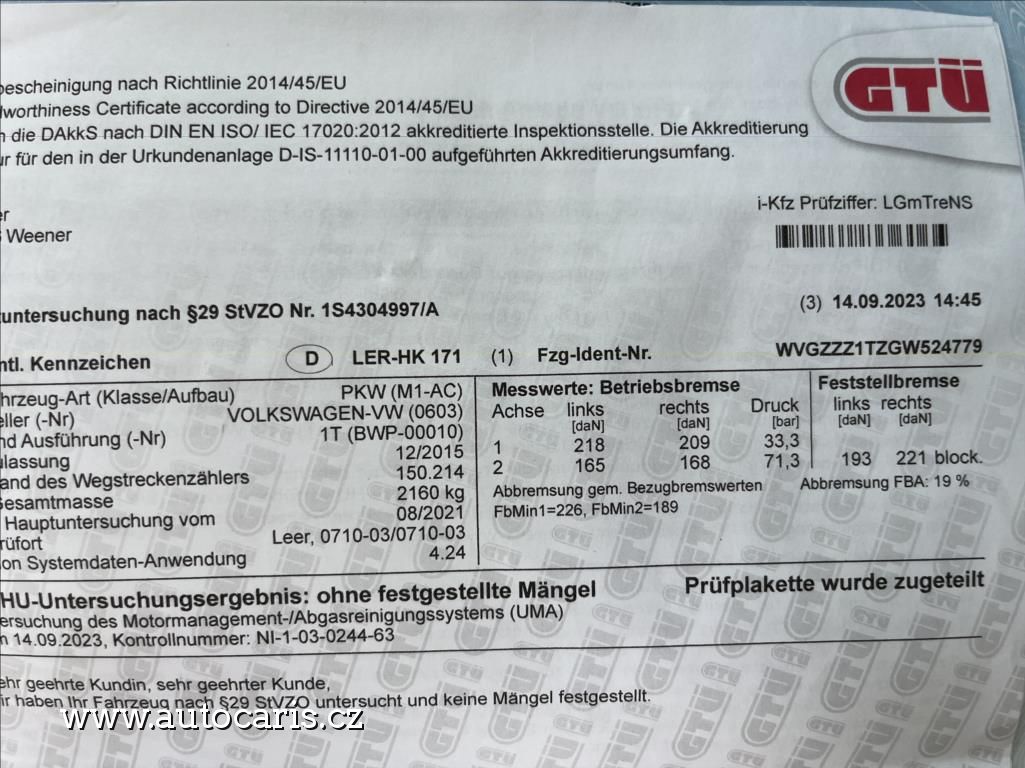 bescheinigung nach Richtlinie 2014/45/EU
GTÜ
lworthiness Certificate according to Directive 2014/45/EU
n die DAkkS nach DIN EN ISO/ IEC 17020:2012 akkreditierte Inspektionsstelle. Die Akkreditierung
ur für den in der Urkundenanlage D-IS-11110-01-00 aufgeführten Akkreditierungsumfang.
er
i-Kfz Prüfziffer: LGmTreNS
Weener
(3) 14.09.2023 14:45
tuntersuchung nach §29 StVZO Nr. 1S4304997/A
ntl. Kennzeichen D LER-HK 171 (1) Fzg-Ident-Nr. WVGZZZ1TZGW524779
hrzeug-Art (Klasse/Aufbau) PKW (M1-AC)
eller (-Nr) VOLKSWAGEN-VW (0603)
nd Ausführung (-Nr) 1T (BWP-00010)
ulassung 12/2015
and des Wegstreckenzählers 150.214
esamtmasse 2160 kg
Hauptuntersuchung vom 08/2021
rüfort Leer, 0710-03/0710-03
on Systemdaten-Anwendung 4.24
Messwerte: Betriebsbremse Feststellbremse
Achse links rechts Druck links rechts
[daN] [daN] [bar] [daN] [daN]
1 218 209 33,3
2 165 168 71,3 193 221 block.
Abbremsung gem. Bezugbremswerten Abbremsung FBA: 19 %
FbMin1=226, FbMin2=189
HU-Untersuchungsergebnis: ohne festgestellte Mängel Prüfplakette wurde zugeteilt
ersuchung des Motormanagement-/Abgasreinigungssystems (UMA)
n 14.09.2023, Kontrollnummer: NI-1-03-0244-63
ehr geehrte Kundin, sehr geehrter Kunde,
ir haben Ihr Fahrzeug nach §29 StVZO untersucht und keine Mängel festgestellt.
www.autocaris.cz